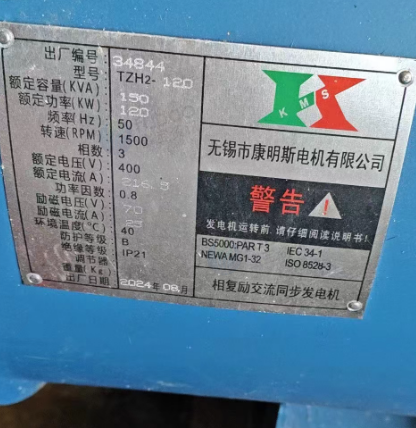 出厂编号: 34844
型号: TZH2-120
额定容量(KVA) 150
额定功率(KW) 120
频率(Hz) 50
转速(RPM) 1500
相数: 3
额定电压(V) 400
额定电流(A) 216.5
功率因数: 0.8
励磁电压(V)
励磁电流(A)
环境温度(°C) 40
防护等级 B
绝缘等级 IP21
调节器
重量(Kg)
出厂日期 2024年08月
KMS
无锡市康明斯电机有限公司
警告 !
发电机运转前,请仔细阅读说明书!
BS5000:PART3 IEC 34-1
NEWA MG1-32 ISO 8528-3
相复励交流同步发电机